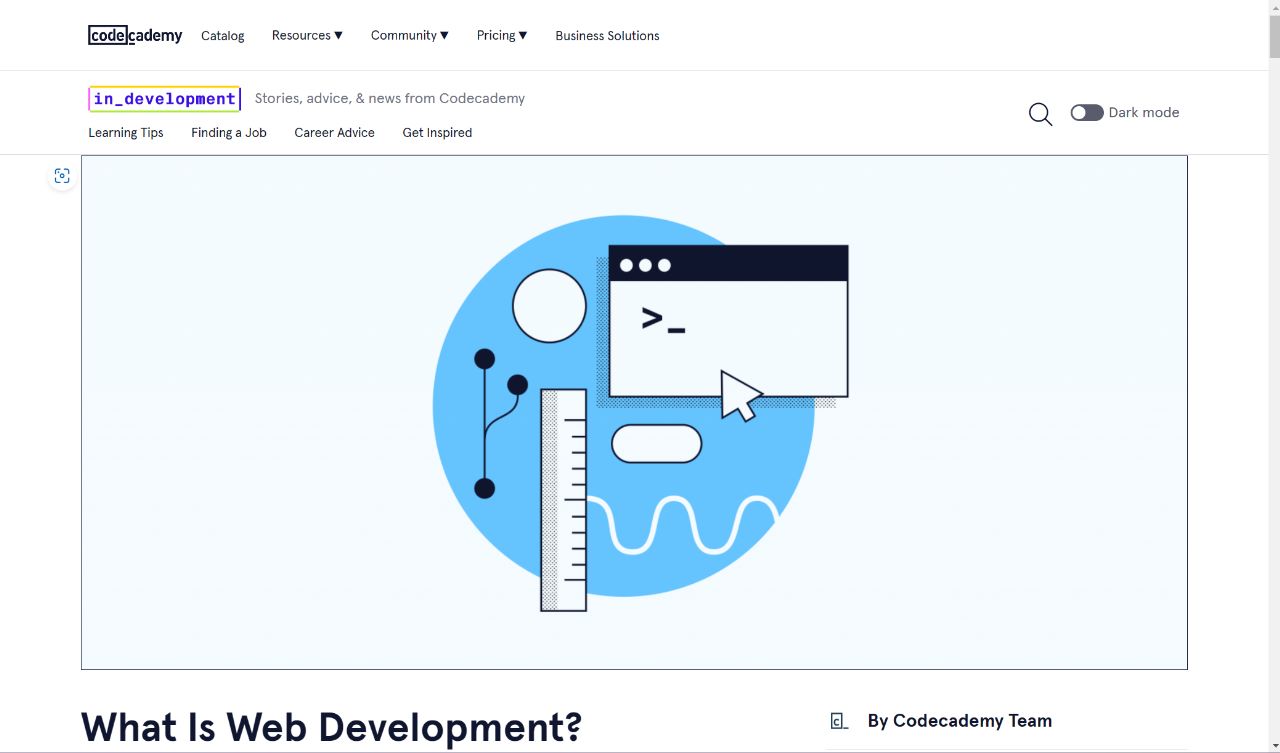 codecademy Catalog Resources ▼ Community ▼ Pricing ▼ Business Solutions
in_development Stories, advice, & news from Codecademy
Dark mode
Learning Tips Finding a Job Career Advice Get Inspired
>_
What Is Web Development?
c_ By Codecademy Team